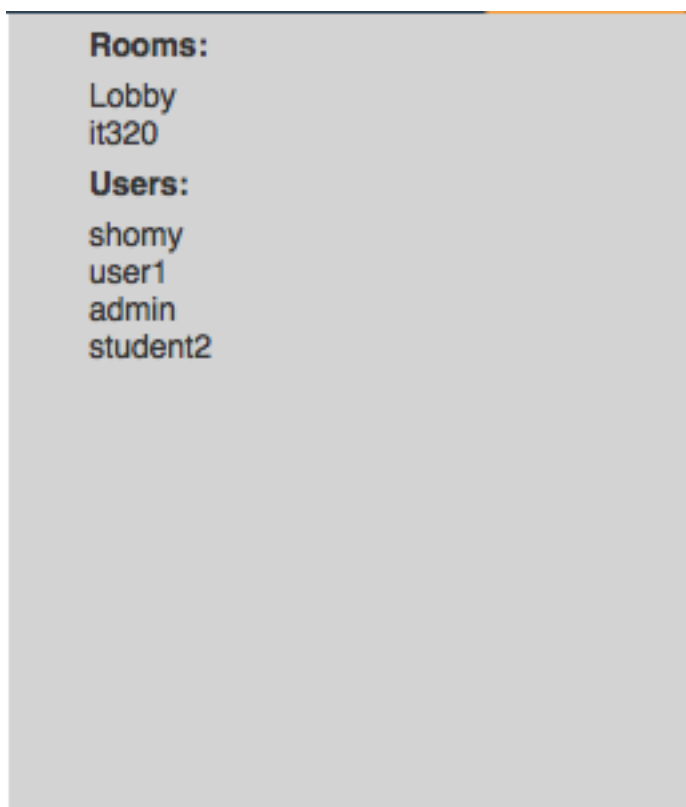 Rooms:
Lobby
it320
Users:
shomy
user1
admin
student2